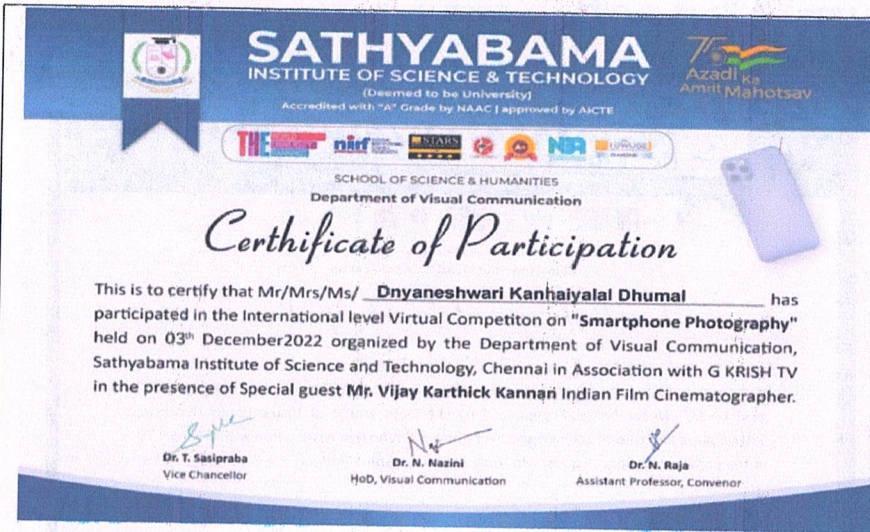 SATHYABAMA
INSTITUTE OF SCIENCE & TECHNOLOGY
(Deemed to be University)
Accredited with "A" Grade by NAAC | approved by AICTE
Azadi Ka
Amrit Mahotsav
THE
nirf
STARS
SCHOOL OF SCIENCE & HUMANITIES
Department of Visual Communication
Certhificate of Participation
This is to certify that Mr/Mrs/Ms/ Dnyaneshwari Kanhaiyalal Dhumal has
participated in the International level Virtual Competiton on "Smartphone Photography"
held on 03th December2022 organized by the Department of Visual Communication,
Sathyabama Institute of Science and Technology, Chennai in Association with G KRISH TV
in the presence of Special guest Mr. Vijay Karthick Kannan Indian Film Cinematographer.
Dr. T. Sasipraba
Vice Chancellor
Dr. N. Nazini
HoD, Visual Communication
Dr. N. Raja
Assistant Professor, Convenor